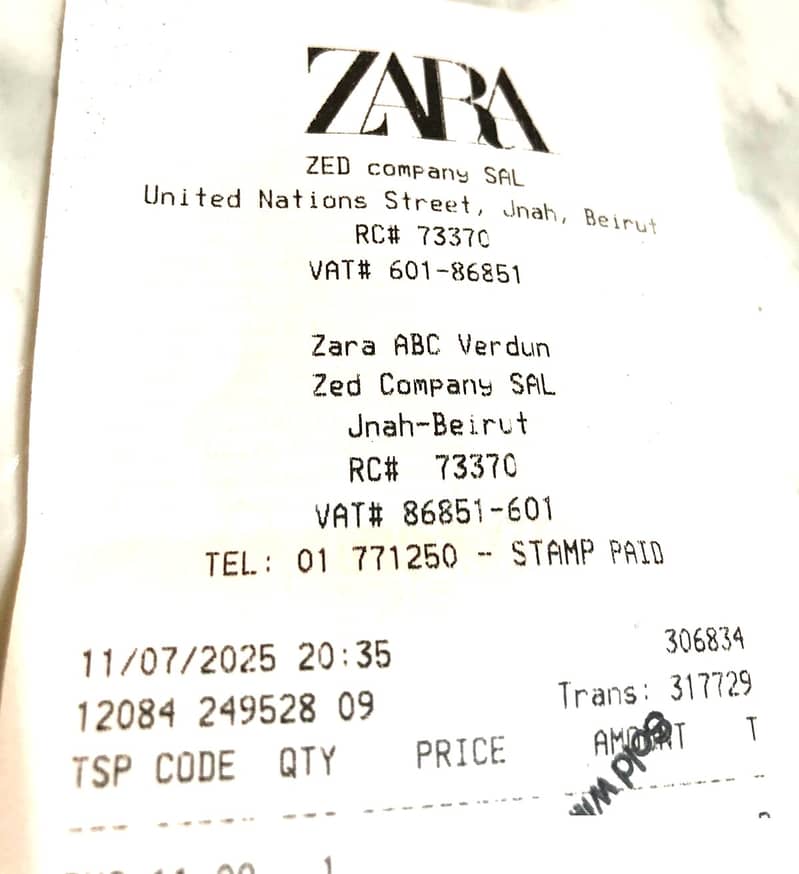 ZARA
ZED company SAL
United Nations Street, Jnah, Beirut
RC# 73370
VAT# 601-86851
Zara ABC Verdun
Zed Company SAL
Jnah-Beirut
RC# 73370
VAT# 86851-601
TEL: 01 771250 - STAMP PAID
11/07/2025 20:35 306834
12084 249528 09 Trans: 317729
TSP CODE QTY PRICE AMOUNT T
1